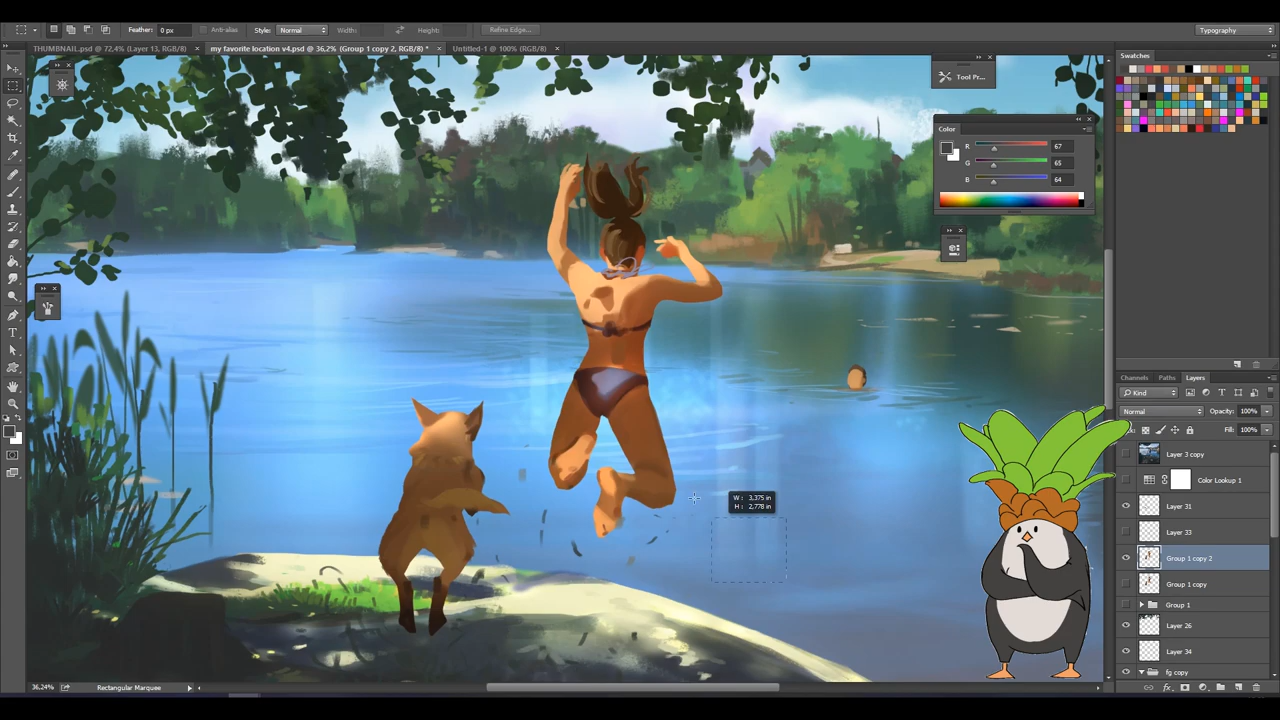 Feather: 0 px Anti-alias Style: Normal Width: Height: Refine Edge... Typography
THUMBNAIL.psd @ 72,4% (Layer 13, RGB/8) × my favorite location v4.psd @ 36,2% (Group 1 copy 2, RGB/8) * × Untitled-1 @ 100% (RGB/8) ×
Swatches
Tool Pr...
Color
R 67
G 65
B 64
Channels Paths Layers
Kind
Normal Opacity: 100%
Fill: 100%
Layer 3 copy
Color Lookup 1
Layer 31
Layer 33
Group 1 copy 2
Group 1 copy
Group 1
Layer 26
Layer 34
fg copy
W: 3,375 in
H: 2,778 in
36,24% Rectangular Marquee